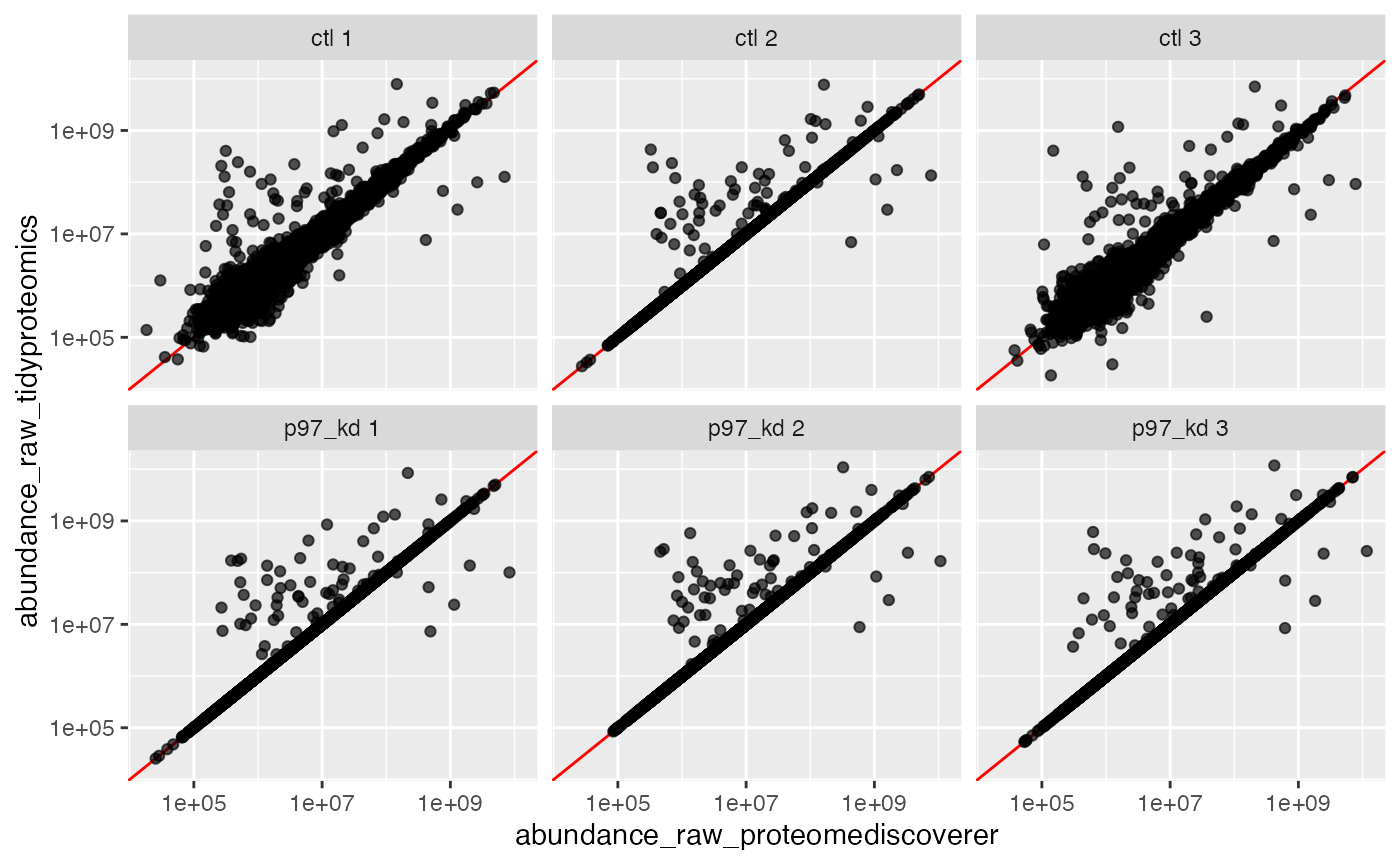 ctl 1
ctl 2
ctl 3
1e+09
1e+07
1e+05
p97_kd 1
p97_kd 2
p97_kd 3
1e+09
1e+07
1e+05
1e+05 1e+07 1e+09
1e+05 1e+07 1e+09
1e+05 1e+07 1e+09
abundance_raw_proteomediscoverer
abundance_raw_tidyproteomics